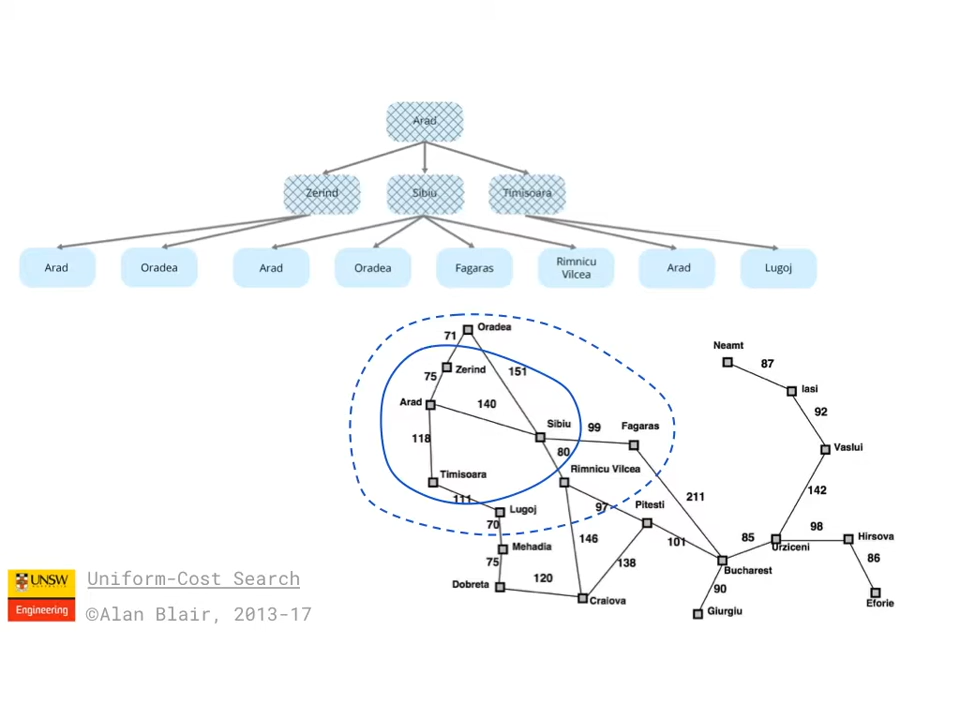 Arad
Zerind
Sibiu
Timisoara
Arad
Oradea
Arad
Oradea
Fagaras
Rimnicu
Vilcea
Arad
Lugoj
Oradea
71
Neamt
87
Zerind
151
75
Iasi
Arad
140
92
118
Sibiu
99
Fagaras
80
Vaslui
Timisoara
Rimnicu Vilcea
111
142
211
Lugoj
97
Pitesti
70
98
Hirsova
146
85
101
Urziceni
Mehadia
86
75
138
Bucharest
Dobreta
120
90
Craiova
Eforie
Giurgiu
UNSW
Engineering
Uniform-Cost Search
©Alan Blair, 2013-17